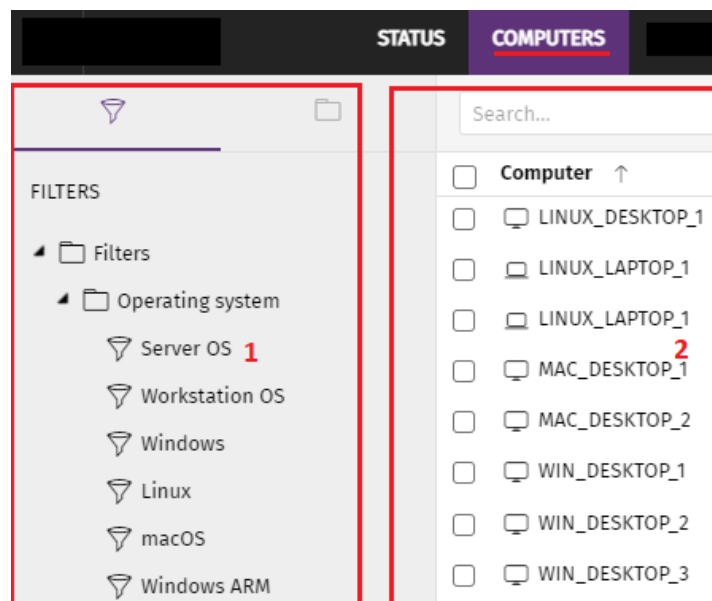 STATUS COMPUTERS
Search...
FILTERS
Filters
Operating system
Server OS 1
Workstation OS
Windows
Linux
macOS
Windows ARM
Computer ↑
LINUX_DESKTOP_1
LINUX_LAPTOP_1
LINUX_LAPTOP_1
2
MAC_DESKTOP_1
MAC_DESKTOP_2
WIN_DESKTOP_1
WIN_DESKTOP_2
WIN_DESKTOP_3